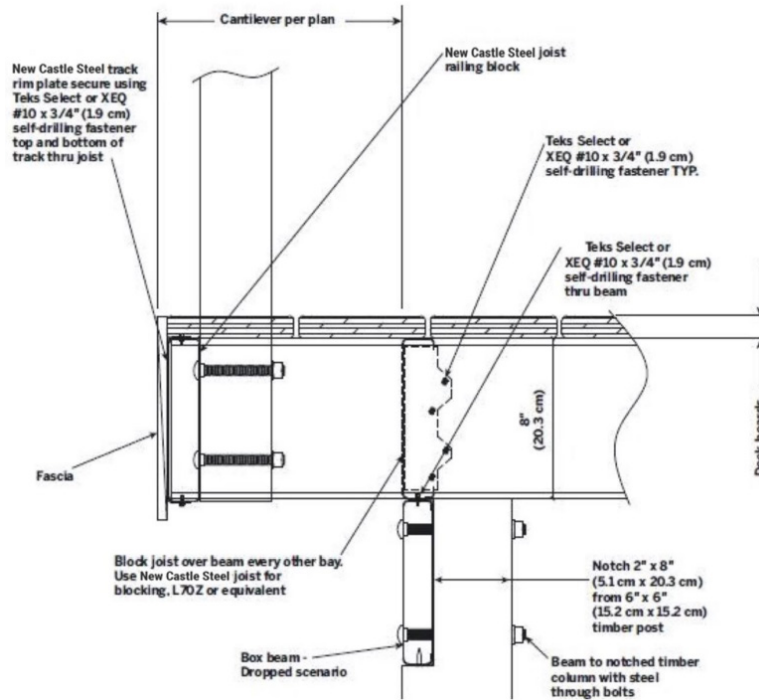 Cantilever per plan
New Castle Steel joist
railing block
New Castle Steel track
rim plate secure using
Teks Select or XEQ
#10 x 3/4" (1.9 cm)
self-drilling fastener
top and bottom of
track thru joist
Teks Select or
XEQ #10 x 3/4" (1.9 cm)
self-drilling fastener TYP.
Teks Select or
XEQ #10 x 3/4" (1.9 cm)
self-drilling fastener
thru beam
8"
(20.3 cm)
Fascia
Block joist over beam every other bay.
Use New Castle Steel joist for
blocking, L70Z or equivalent
Notch 2" x 8"
(5.1 cm x 20.3 cm)
from 6" x 6"
(15.2 cm x 15.2 cm)
timber post
Box beam -
Dropped scenario
Beam to notched timber
column with steel
through bolts